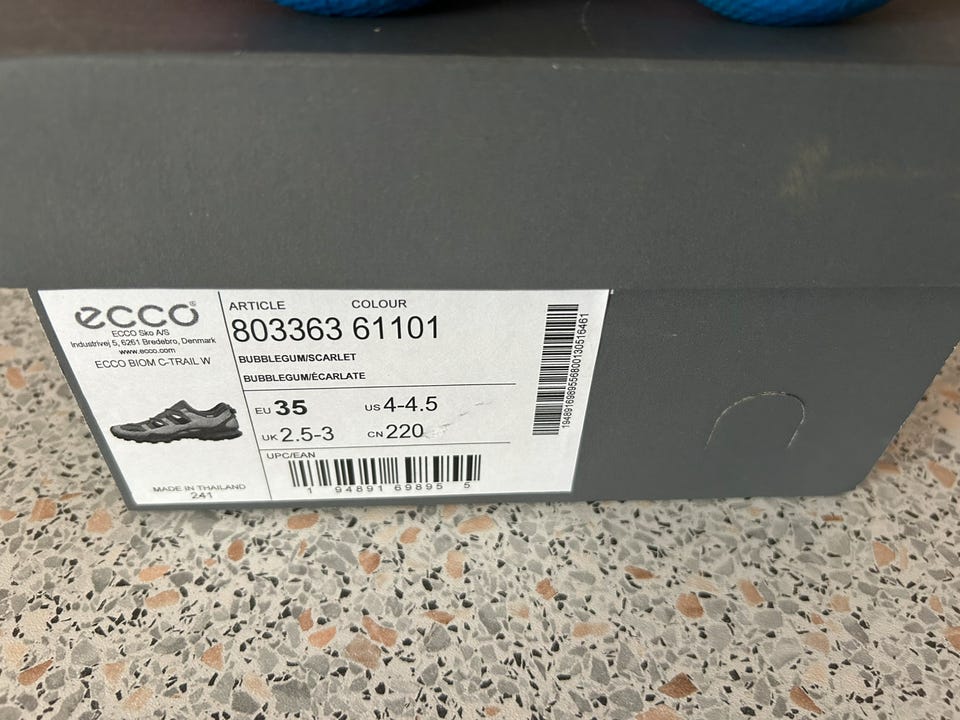 ecco®
ECCO Sko A/S
Industrivej 5, 6261 Bredebro, Denmark
www.ecco.com
ECCO BIOM C-TRAIL W
MADE IN THAILAND
241
ARTICLE COLOUR
803363 61101
BUBBLEGUM/SCARLET
BUBBLEGUM/ÉCARLATE
EU 35 US 4-4.5
UK 2.5-3 CN 220
UPC/EAN
1 94891 69895 5
19489169895568001305516461